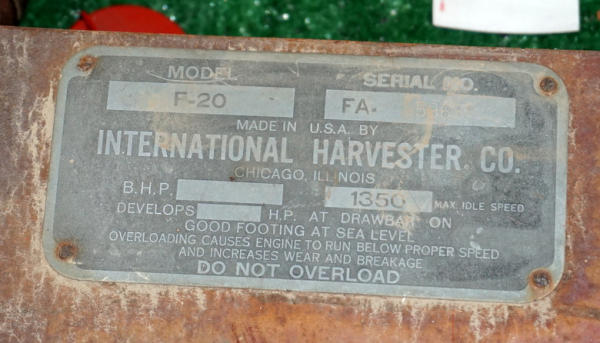 MODEL SERIAL NO.
F-20 FA-
MADE IN U.S.A. BY
INTERNATIONAL HARVESTER CO.
CHICAGO, ILLINOIS
B.H.P. 1350 MAX. IDLE SPEED
DEVELOPS H.P. AT DRAWBAR ON
GOOD FOOTING AT SEA LEVEL
OVERLOADING CAUSES ENGINE TO RUN BELOW PROPER SPEED
AND INCREASES WEAR AND BREAKAGE
DO NOT OVERLOAD